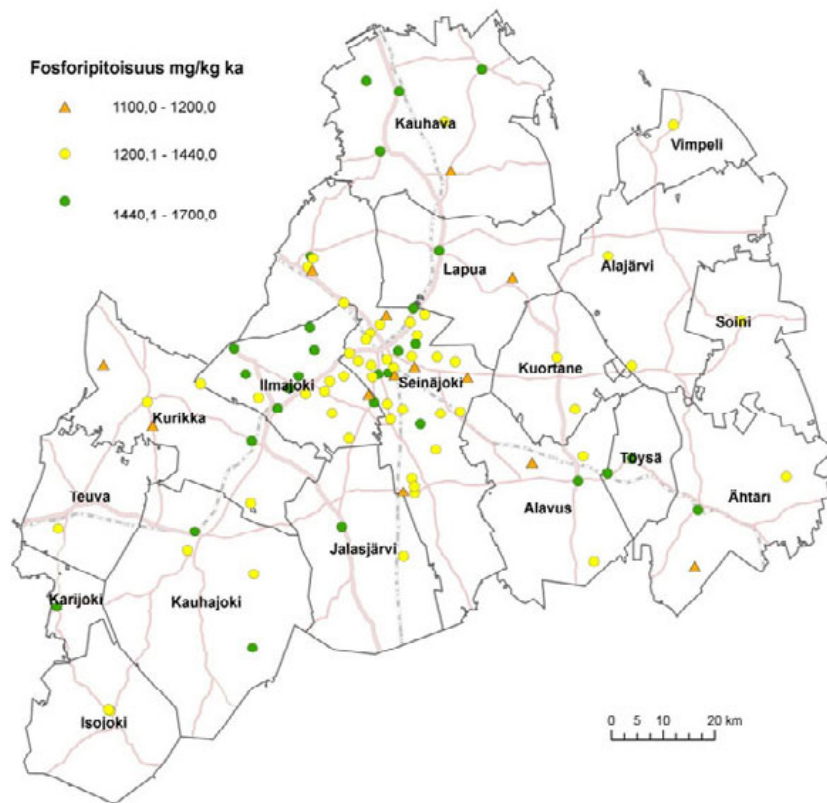 Fosforipitoisuus mg/kg ka
1100,0 - 1200,0
1200,1 - 1440,0
1440,1 - 1700,0
Kauhava
Vimpeli
Lapua
Alajärvi
Soini
Kuortane
Ilmajoki
Seinäjoki
Kurikka
Töysä
Teuva
Ähtäri
Alavus
Jalasjärvi
Karijoki
Kauhajoki
Isojoki
0 5 10 20 km